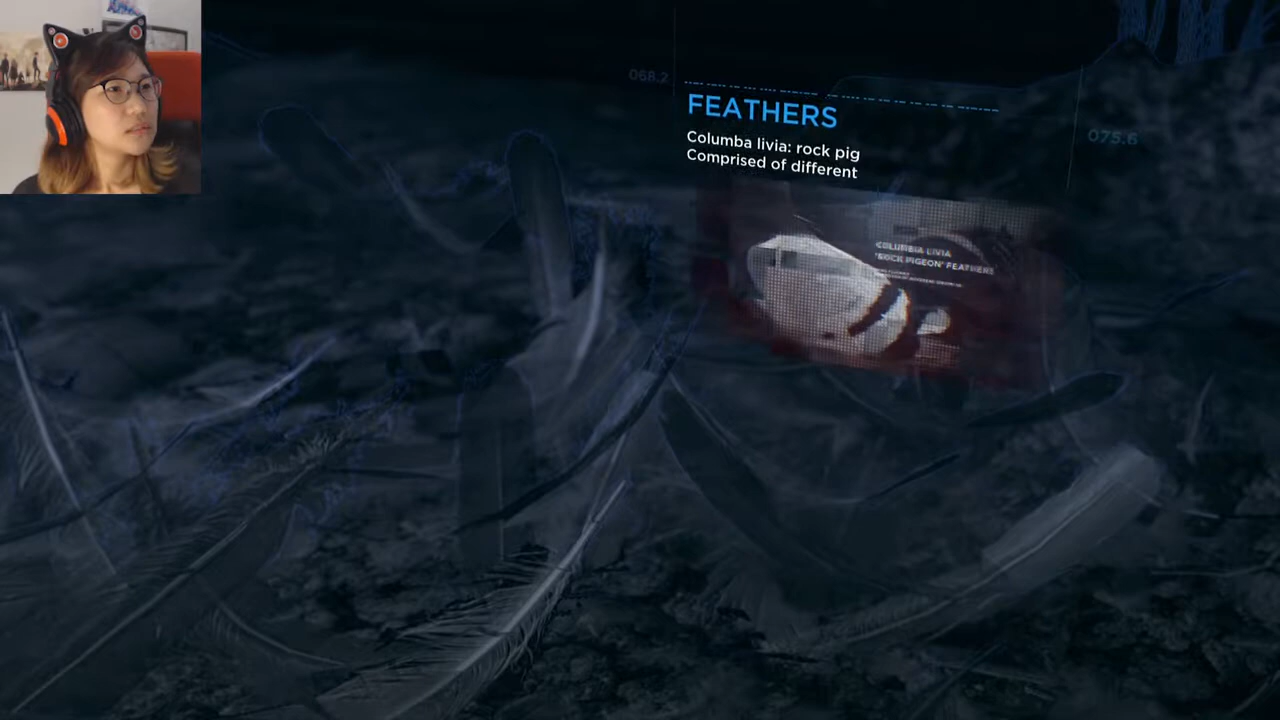 068.2
FEATHERS
075.6
Columba livia: rock pig
Comprised of different
COLUMBIA LIVIA
'ROCK PIGEON' FEATHERS